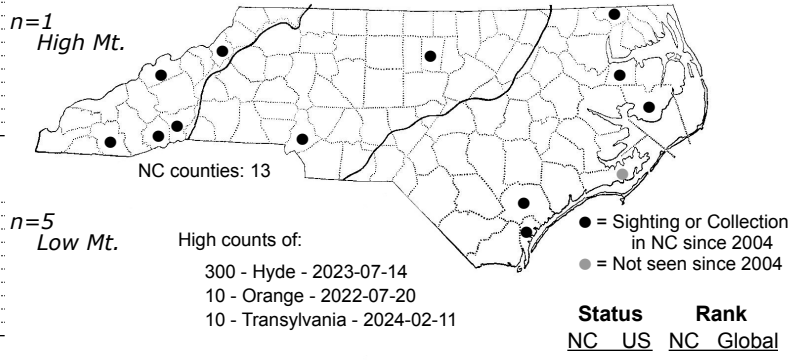 n=1
High Mt.
NC counties: 13
n=5
Low Mt.
High counts of:
300 - Hyde - 2023-07-14
10 - Orange - 2022-07-20
10 - Transylvania - 2024-02-11
= Sighting or Collection
in NC since 2004
= Not seen since 2004
Status Rank
NC US NC Global